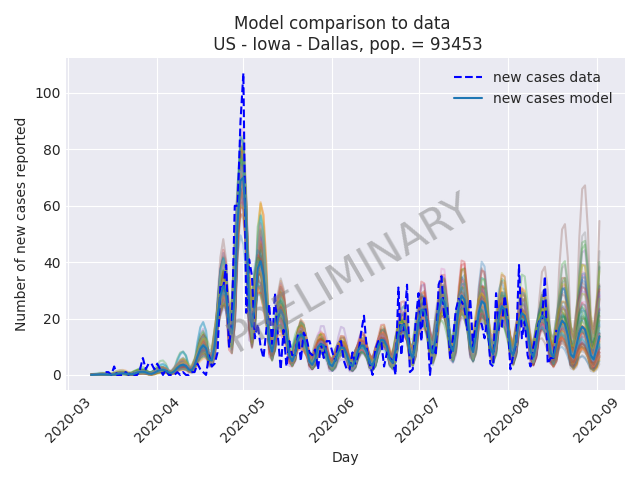 Model comparison to data
US - Iowa - Dallas, pop. = 93453
new cases data
new cases model
PRELIMINARY
Number of new cases reported
100
80
60
40
20
0
2020-03
2020-04
2020-05
2020-06
2020-07
2020-08
2020-09
Day